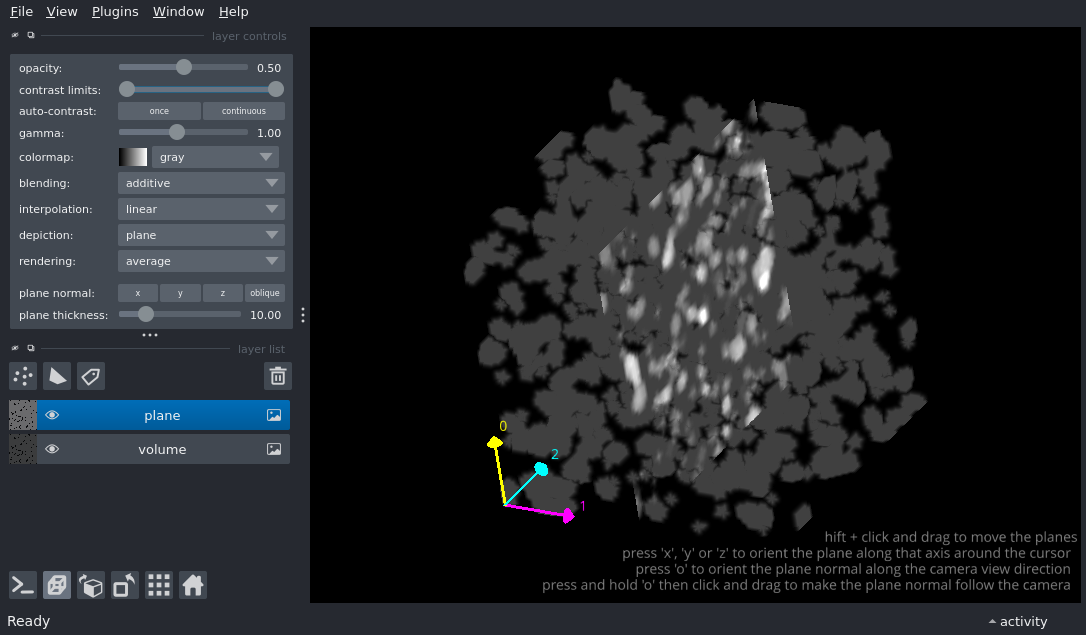 File View Plugins Window Help
layer controls
opacity: 0.50
contrast limits:
auto-contrast: once continuous
gamma: 1.00
colormap: gray
blending: additive
interpolation: linear
depiction: plane
rendering: average
plane normal: x y z oblique
plane thickness: 10.00
layer list
plane
volume
0
2
1
hift + click and drag to move the planes
press 'x', 'y' or 'z' to orient the plane along that axis around the cursor
press 'o' to orient the plane normal along the camera view direction
press and hold 'o' then click and drag to make the plane normal follow the camera
Ready activity